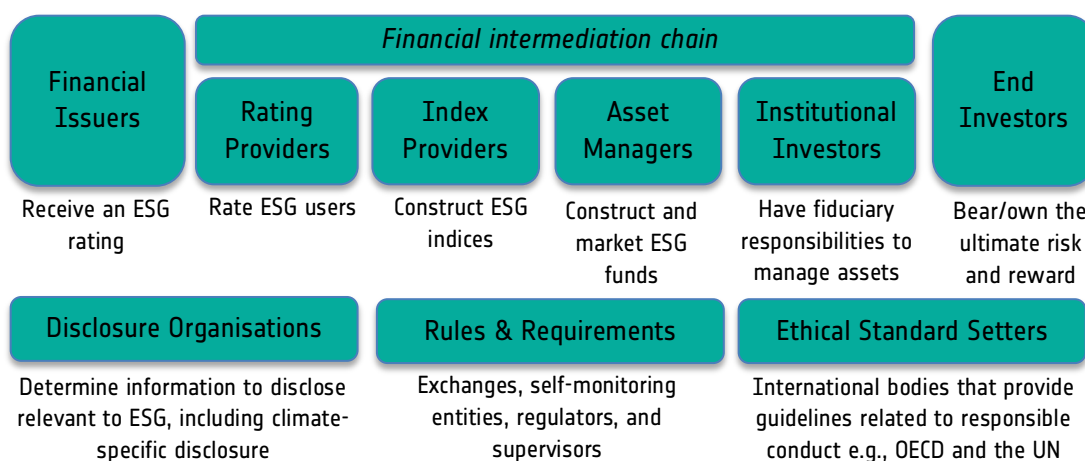 Financial intermediation chain
Financial
Issuers
Receive an ESG
rating
Rating
Providers
Rate ESG users
Index
Providers
Construct ESG
indices
Asset
Managers
Construct and
market ESG
funds
Institutional
Investors
Have fiduciary
responsibilities to
manage assets
End
Investors
Bear/own the
ultimate risk
and reward
Disclosure Organisations
Determine information to disclose
relevant to ESG, including climate-
specific disclosure
Rules & Requirements
Exchanges, self-monitoring
entities, regulators, and
supervisors
Ethical Standard Setters
International bodies that provide
guidelines related to responsible
conduct e.g., OECD and the UN